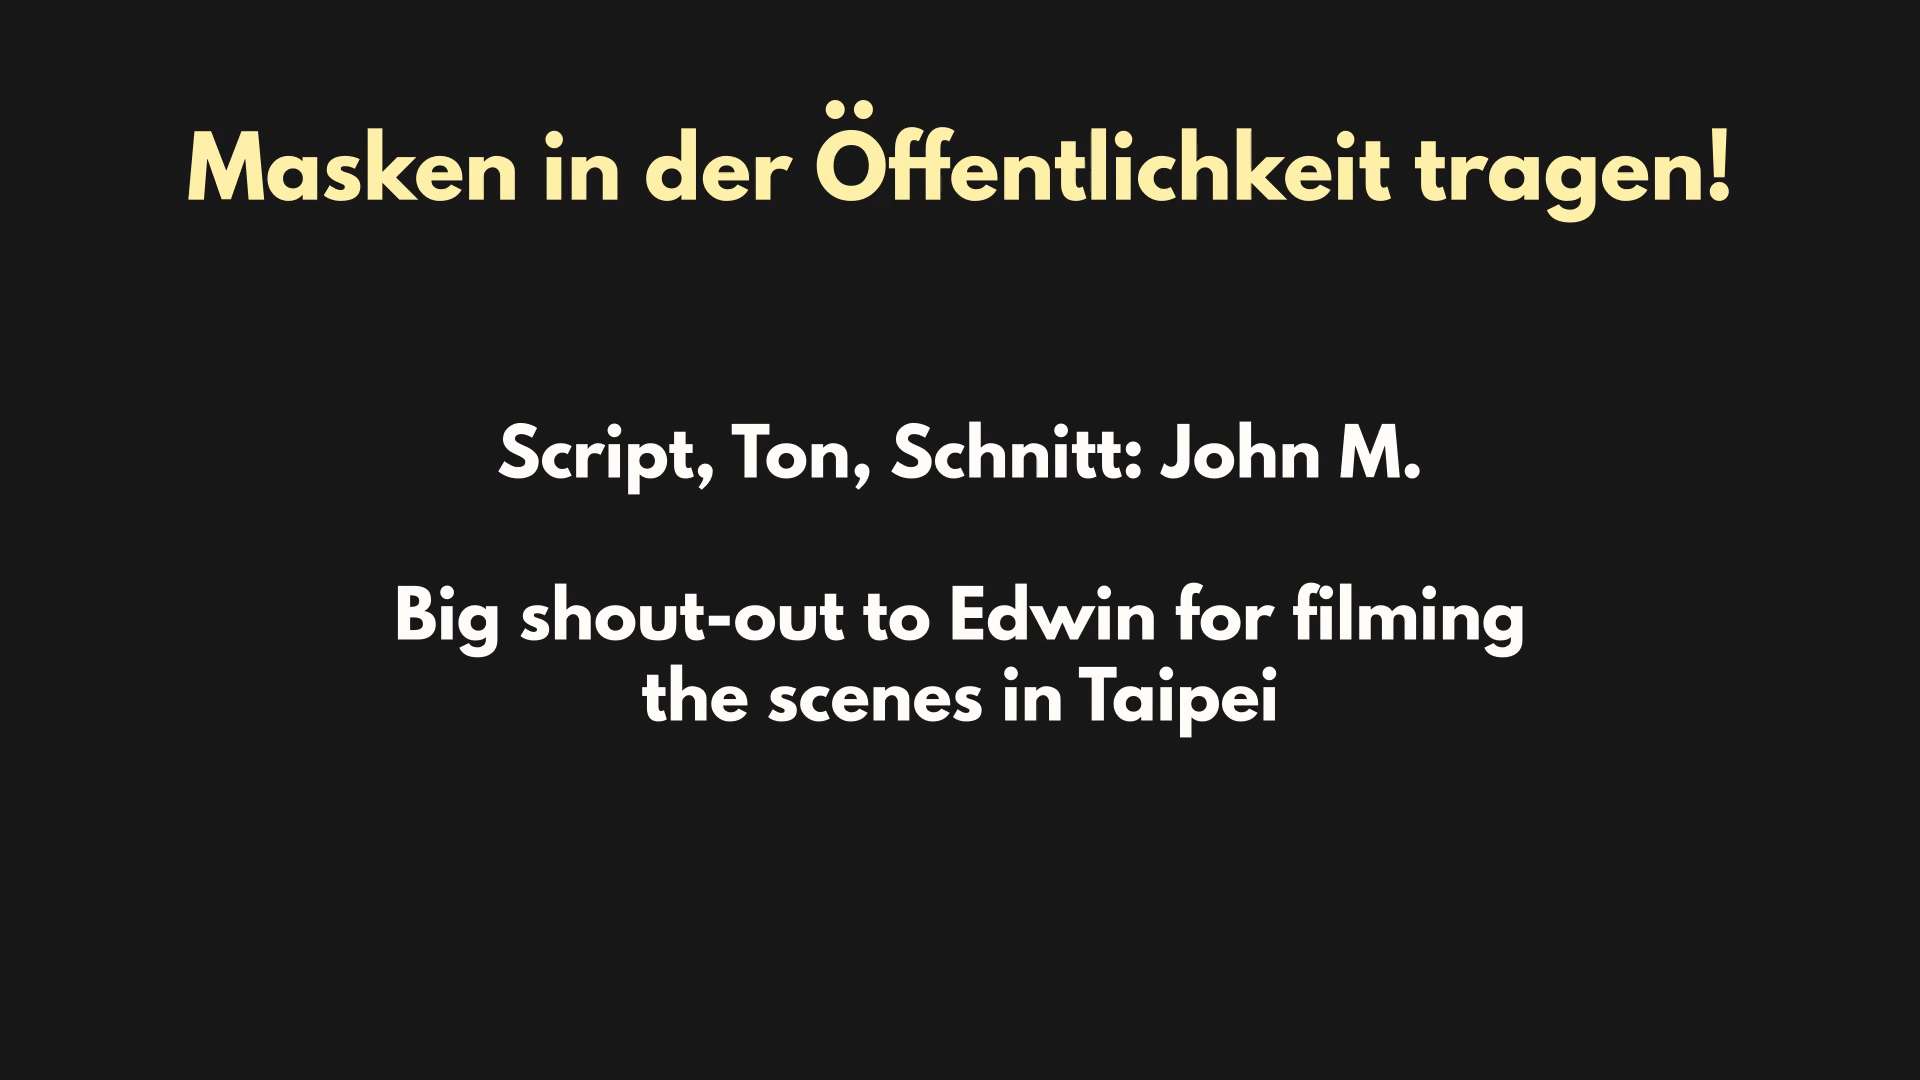 Masken in der Öffentlichkeit tragen!
Script, Ton, Schnitt: John M.
Big shout-out to Edwin for filming
the scenes in Taipei